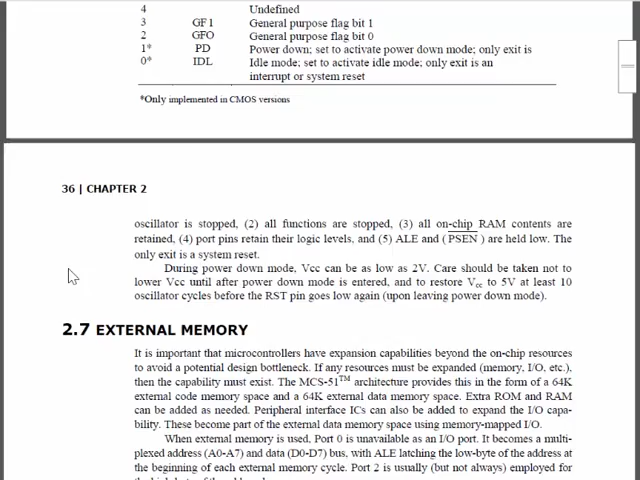 4 Undefined
3 GF1 General purpose flag bit 1
2 GFO General purpose flag bit 0
1* PD Power down; set to activate power down mode; only exit is
0* IDL Idle mode; set to activate idle mode; only exit is an
interrupt or system reset
*Only implemented in CMOS versions
36 | CHAPTER 2
oscillator is stopped, (2) all functions are stopped, (3) all on-chip RAM contents are
retained, (4) port pins retain their logic levels, and (5) ALE and ( PSEN ) are held low. The
only exit is a system reset.
During power down mode, Vcc can be as low as 2V. Care should be taken not to
lower Vcc until after power down mode is entered, and to restore Vcc to 5V at least 10
oscillator cycles before the RST pin goes low again (upon leaving power down mode).
2.7 EXTERNAL MEMORY
It is important that microcontrollers have expansion capabilities beyond the on-chip resources
to avoid a potential design bottleneck. If any resources must be expanded (memory, I/O, etc.),
then the capability must exist. The MCS-51™ architecture provides this in the form of a 64K
external code memory space and a 64K external data memory space. Extra ROM and RAM
can be added as needed. Peripheral interface ICs can also be added to expand the I/O capa-
bility. These become part of the external data memory space using memory-mapped I/O.
When external memory is used, Port 0 is unavailable as an I/O port. It becomes a multi-
plexed address (A0-A7) and data (D0-D7) bus, with ALE latching the low-byte of the address at
the beginning of each external memory cycle. Port 2 is usually (but not always) employed for